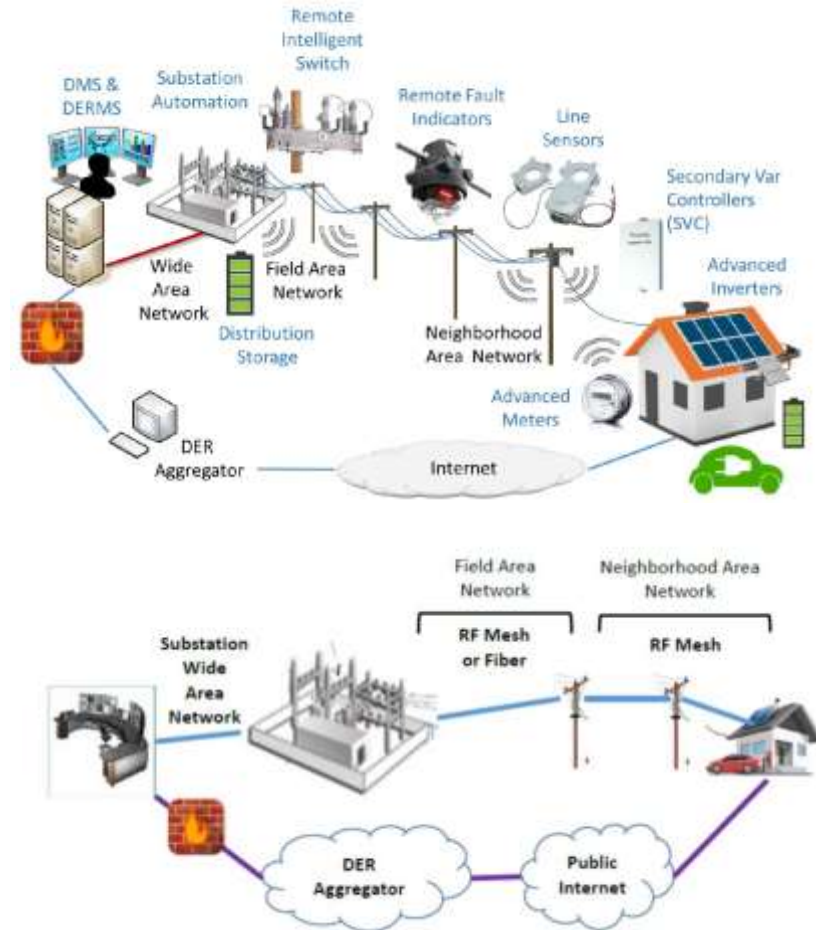 Remote
Intelligent
Switch
DMS &
DERMS
Substation
Automation
Remote Fault
Indicators
Line
Sensors
Secondary Var
Controllers
(SVC)
Wide
Area
Network
Field Area
Network
Advanced
Inverters
Distribution
Storage
Neighborhood
Area Network
Advanced
Meters
DER
Aggregator
Internet
Field Area
Network
Neighborhood Area
Network
Substation
Wide
Area
Network
RF Mesh
or Fiber
RF Mesh
DER
Aggregator
Public
Internet